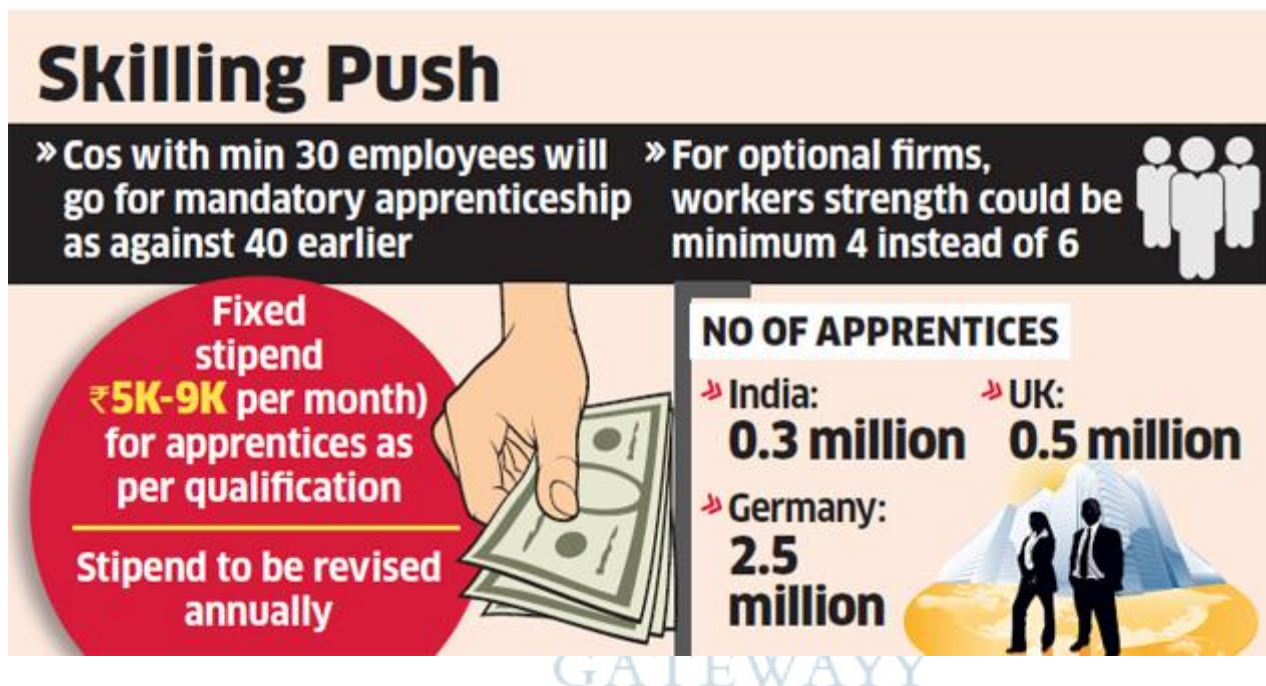 Skilling Push
» Cos with min 30 employees will
go for mandatory apprenticeship
as against 40 earlier
» For optional firms,
workers strength could be
minimum 4 instead of 6
Fixed
stipend
₹5K-9K per month)
for apprentices as
per qualification
Stipend to be revised
annually
NO OF APPRENTICES
» India:
0.3 million
» UK:
0.5 million
» Germany:
2.5
million
GATEWAYY